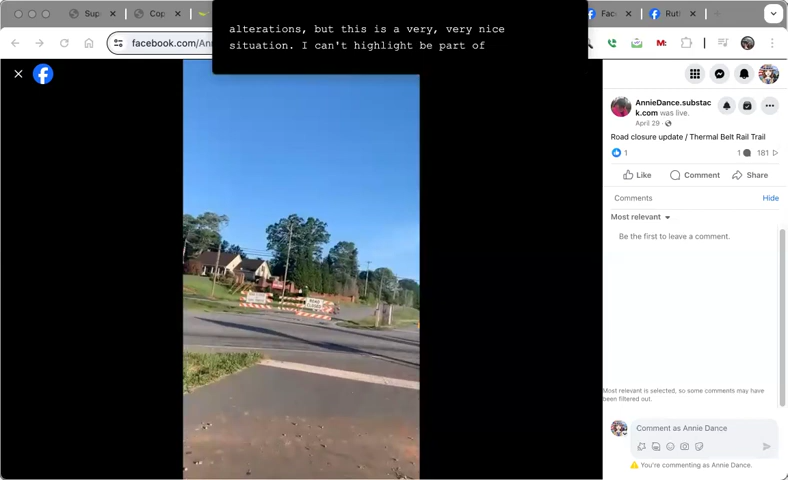 alterations, but this is a very, very nice
situation. I can't highlight be part of
Sup
Cop
Fac
Rut
facebook.com/An
AnnieDance.substac
k.com was live.
April 29
Road closure update / Thermal Belt Rail Trail
1
1
181
Like
Comment
Share
Comments
Hide
Most relevant
Be the first to leave a comment.
ROAD
CLOSED
Most relevant is selected, so some comments may have
been filtered out.
Comment as Annie Dance
You're commenting as Annie Dance.